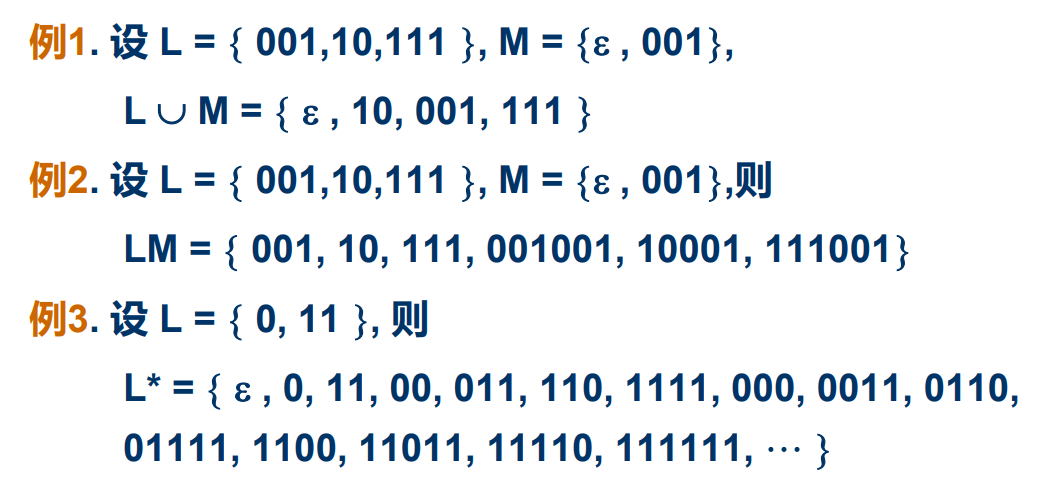 例1. 设 L = { 001,10,111 }, M = {ε , 001},
L ∪ M = { ε , 10, 001, 111 }
例2. 设 L = { 001,10,111 }, M = {ε , 001},则
LM = { 001, 10, 111, 001001, 10001, 111001}
例3. 设 L = { 0, 11 }, 则
L* = { ε , 0, 11, 00, 011, 110, 1111, 000, 0011, 0110,
01111, 1100, 11011, 11110, 111111, ··· }